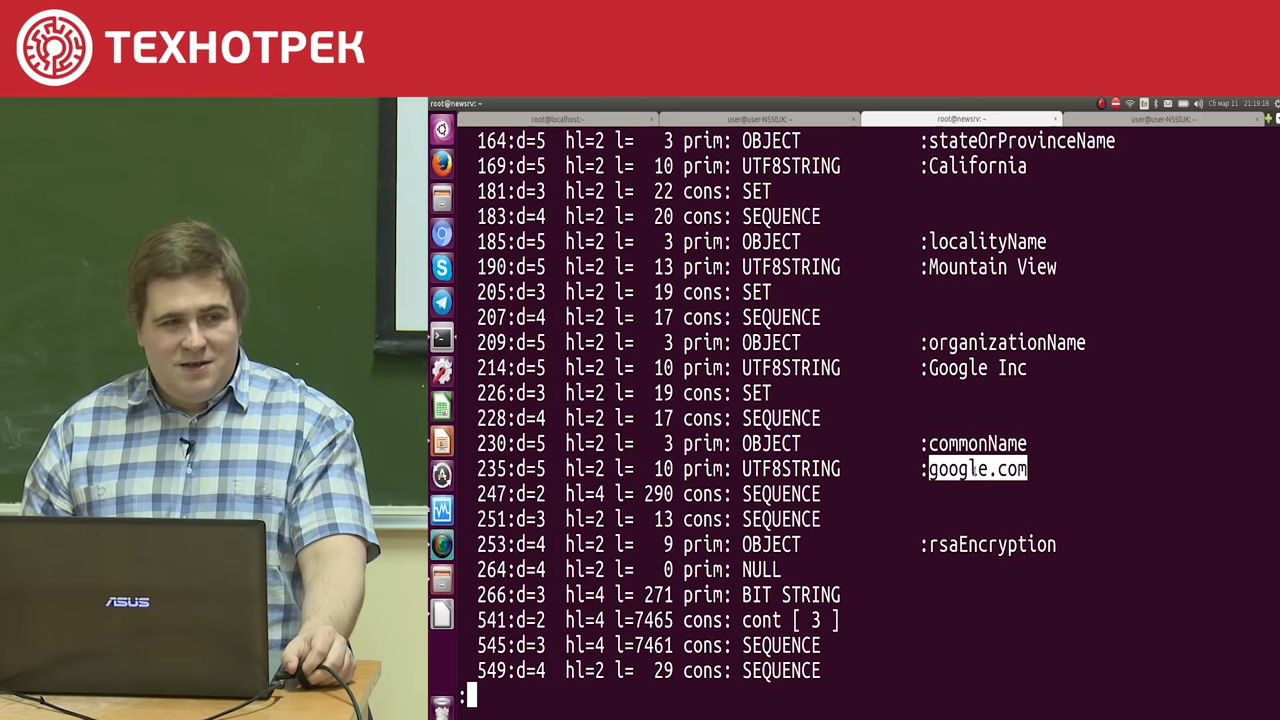 ТЕХНОТРЕК
root@newsrv: ~
En
Сб мар 11 21:19:18
root@localhost:~ × user@user-N550JK: ~ × root@newsrv: ~ × user@user-N550JK: ~ ×
164:d=5 hl=2 l= 3 prim: OBJECT :stateOrProvinceName
169:d=5 hl=2 l= 10 prim: UTF8STRING :California
181:d=3 hl=2 l= 22 cons: SET
183:d=4 hl=2 l= 20 cons: SEQUENCE
185:d=5 hl=2 l= 3 prim: OBJECT :localityName
190:d=5 hl=2 l= 13 prim: UTF8STRING :Mountain View
205:d=3 hl=2 l= 19 cons: SET
207:d=4 hl=2 l= 17 cons: SEQUENCE
209:d=5 hl=2 l= 3 prim: OBJECT :organizationName
214:d=5 hl=2 l= 10 prim: UTF8STRING :Google Inc
226:d=3 hl=2 l= 19 cons: SET
228:d=4 hl=2 l= 17 cons: SEQUENCE
230:d=5 hl=2 l= 3 prim: OBJECT :commonName
235:d=5 hl=2 l= 10 prim: UTF8STRING :google.com
247:d=2 hl=4 l= 290 cons: SEQUENCE
251:d=3 hl=2 l= 13 cons: SEQUENCE
253:d=4 hl=2 l= 9 prim: OBJECT :rsaEncryption
264:d=4 hl=2 l= 0 prim: NULL
266:d=3 hl=4 l= 271 prim: BIT STRING
541:d=2 hl=4 l=7465 cons: cont [ 3 ]
545:d=3 hl=4 l=7461 cons: SEQUENCE
549:d=4 hl=2 l= 29 cons: SEQUENCE
:
ASUS